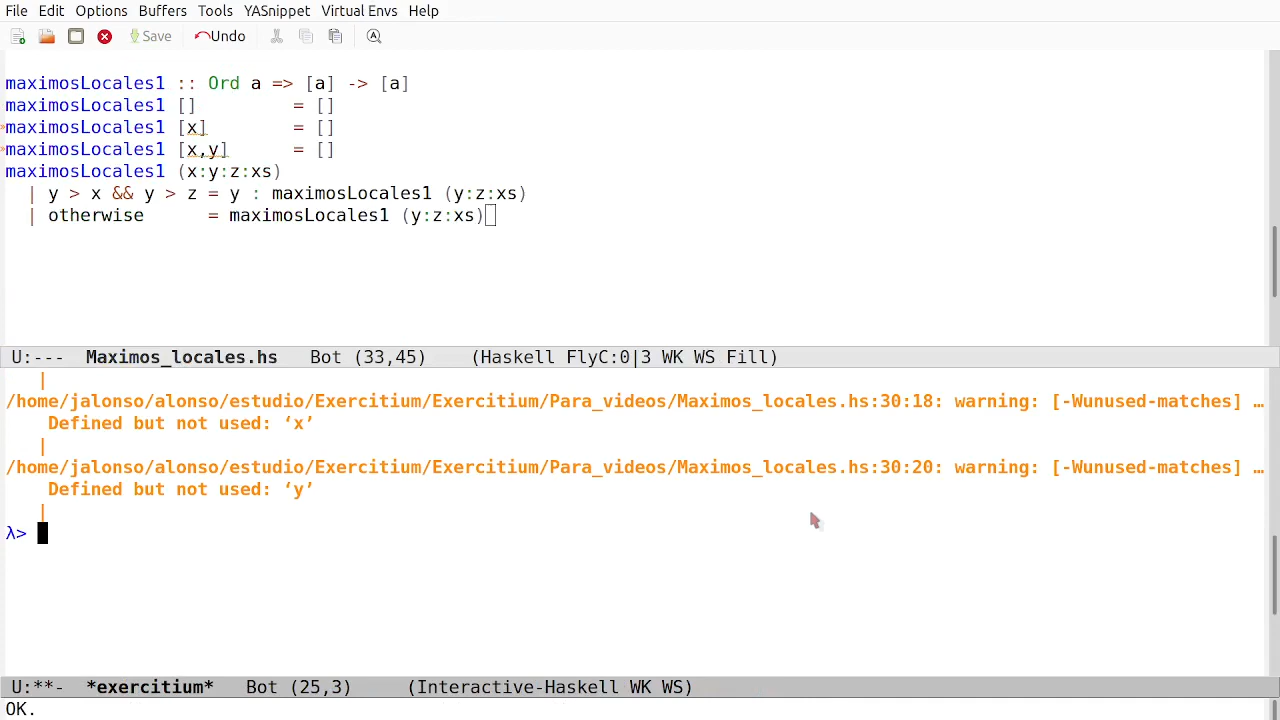 File Edit Options Buffers Tools YASnippet Virtual Envs Help
Save Undo
maximosLocales1 :: Ord a => [a] -> [a]
maximosLocales1 []         = []
maximosLocales1 [x]        = []
maximosLocales1 [x,y]      = []
maximosLocales1 (x:y:z:xs)
  | y > x && y > z = y : maximosLocales1 (y:z:xs)
  | otherwise      = maximosLocales1 (y:z:xs)
U:---  Maximos_locales.hs   Bot (33,45)    (Haskell FlyC:0|3 WK WS Fill)
   |
/home/jalonso/alonso/estudio/Exercitium/Exercitium/Para_videos/Maximos_locales.hs:30:18: warning: [-Wunused-matches] …
    Defined but not used: ‘x’
   |
/home/jalonso/alonso/estudio/Exercitium/Exercitium/Para_videos/Maximos_locales.hs:30:20: warning: [-Wunused-matches] …
    Defined but not used: ‘y’
   |
λ>
U:**-  *exercitium*   Bot (25,3)     (Interactive-Haskell WK WS)
OK.